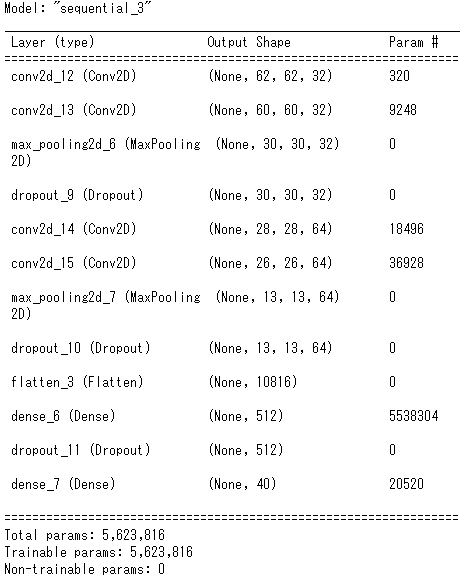 Model: "sequential_3"
Layer (type) Output Shape Param #
conv2d_12 (Conv2D) (None, 62, 62, 32) 320
conv2d_13 (Conv2D) (None, 60, 60, 32) 9248
max_pooling2d_6 (MaxPooling (None, 30, 30, 32) 0
2D)
dropout_9 (Dropout) (None, 30, 30, 32) 0
conv2d_14 (Conv2D) (None, 28, 28, 64) 18496
conv2d_15 (Conv2D) (None, 26, 26, 64) 36928
max_pooling2d_7 (MaxPooling (None, 13, 13, 64) 0
2D)
dropout_10 (Dropout) (None, 13, 13, 64) 0
flatten_3 (Flatten) (None, 10816) 0
dense_6 (Dense) (None, 512) 5538304
dropout_11 (Dropout) (None, 512) 0
dense_7 (Dense) (None, 40) 20520
Total params: 5,623,816
Trainable params: 5,623,816
Non-trainable params: 0